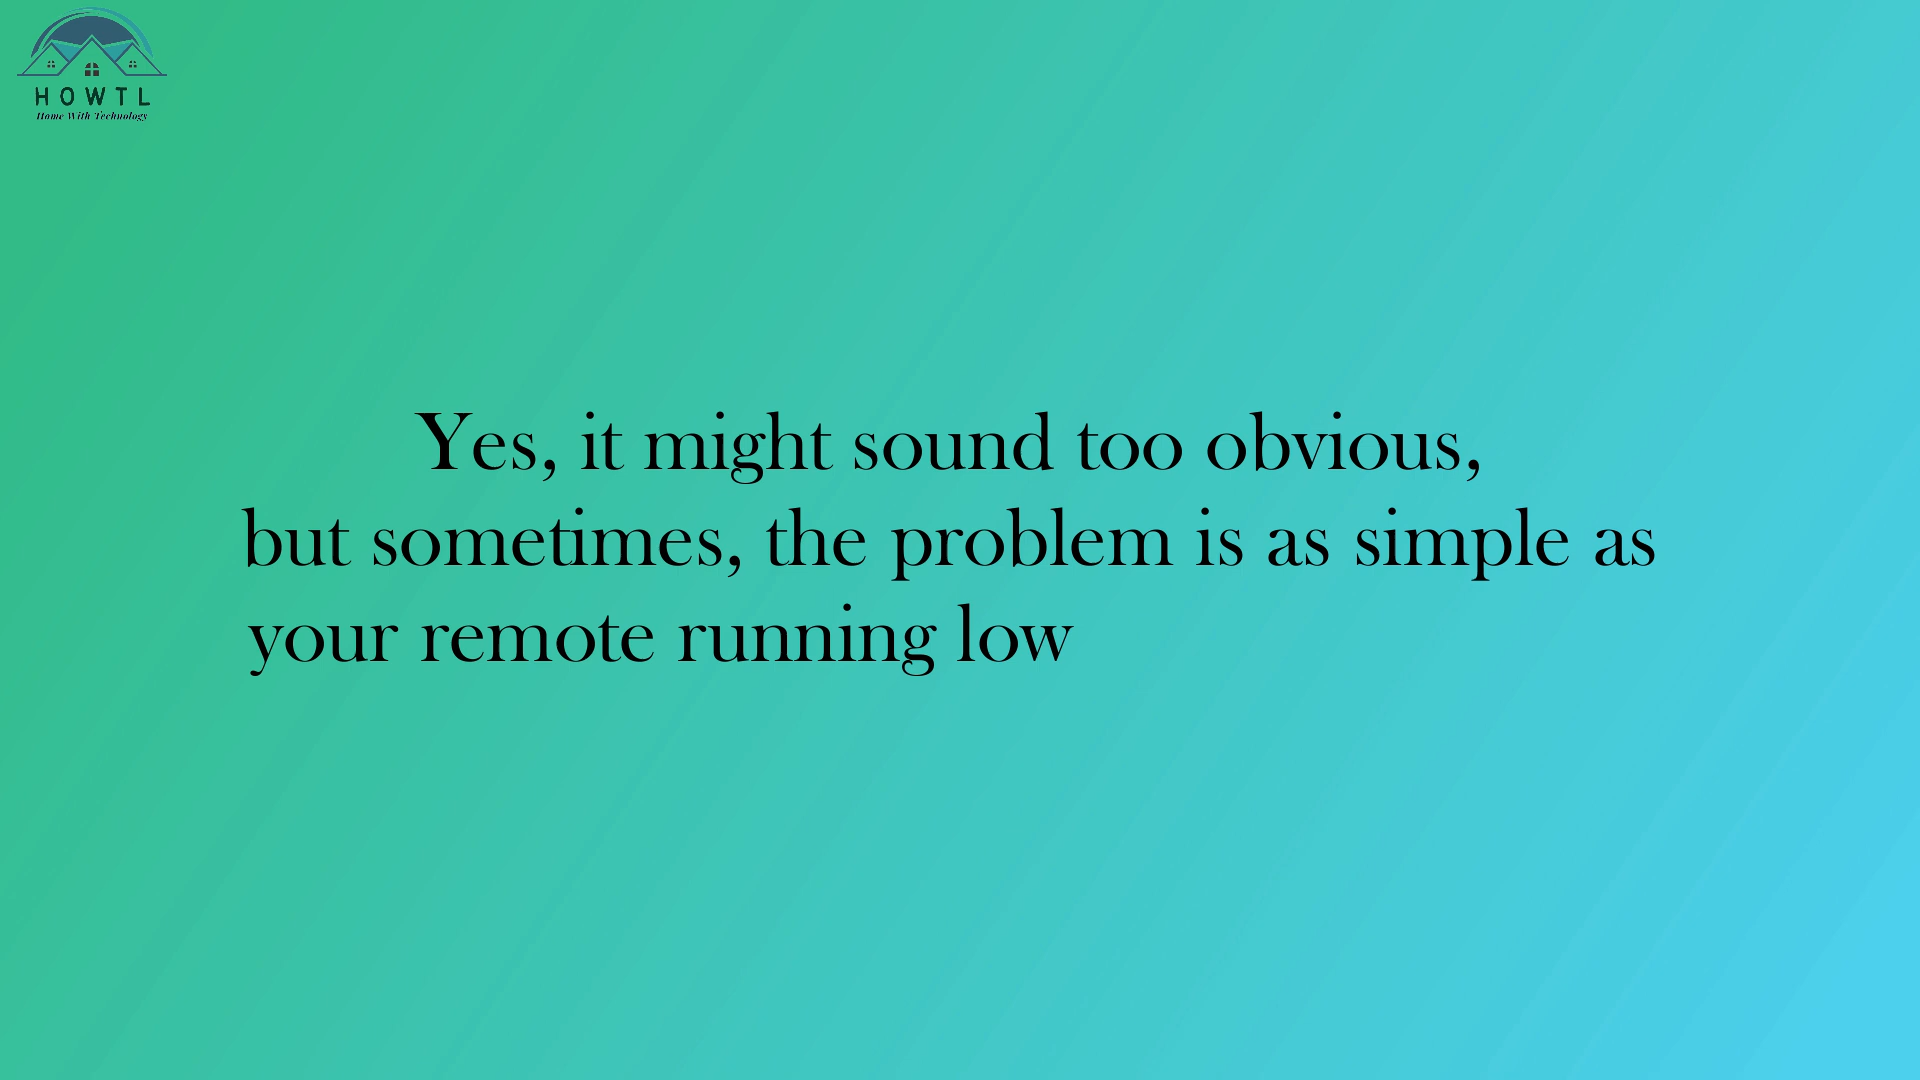 HOWTL
Home With Technology
Yes, it might sound too obvious,
but sometimes, the problem is as simple as
your remote running low